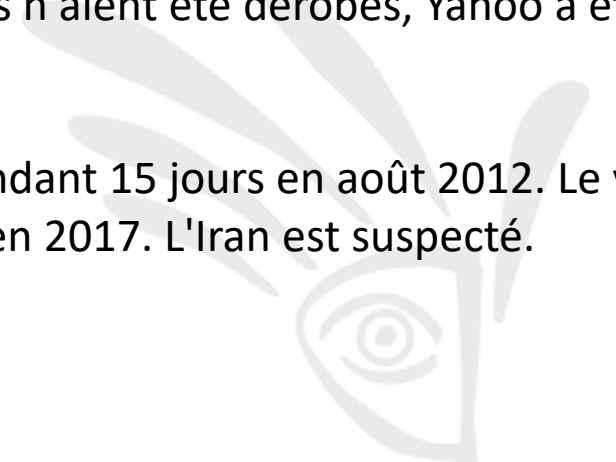 s n'aient été dérobés, Yahoo a é
ndant 15 jours en août 2012. Le
en 2017. L'Iran est suspecté.